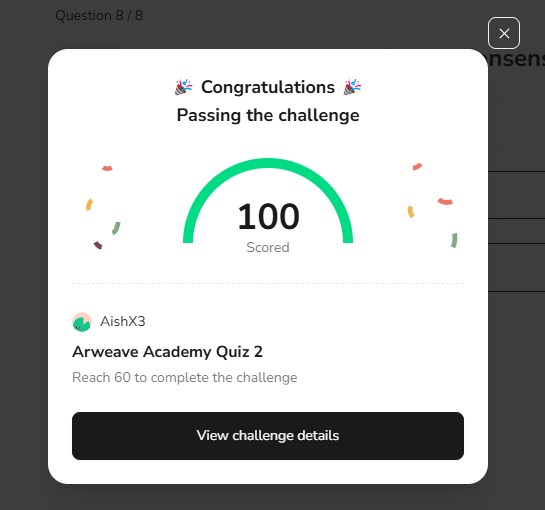 Question 8 / 8
🎉 Congratulations 🎉
Passing the challenge
100
Scored
AishX3
Arweave Academy Quiz 2
Reach 60 to complete the challenge
View challenge details